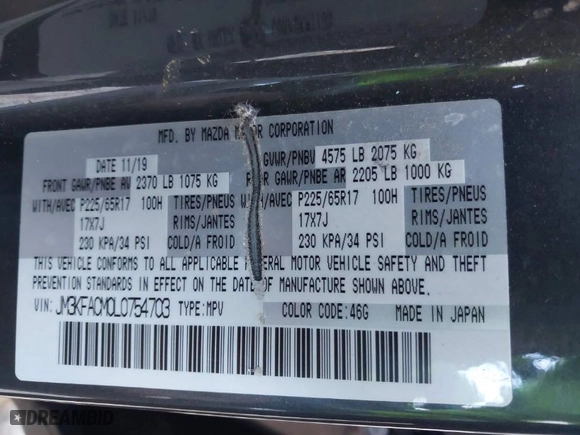 MFD. BY MAZDA MOTOR CORPORATION
DATE 11/19 GVWR/PNBV 4575 LB 2075 KG
FRONT GAWR/PNBE AV 2370 LB 1075 KG REAR GAWR/PNBE AR 2205 LB 1000 KG
WITH/AVEC P225/65R17 100H TIRES/PNEUS WITH/AVEC P225/65R17 100H TIRES/PNEUS
17X7J RIMS/JANTES 17X7J RIMS/JANTES
230 KPA/34 PSI COLD/A FROID 230 KPA/34 PSI COLD/A FROID
THIS VEHICLE CONFORMS TO ALL APPLICABLE FEDERAL MOTOR VEHICLE SAFETY AND THEFT
PREVENTION STANDARDS IN EFFECT ON THE DATE OF MANUFACTURE SHOWN ABOVE.
VIN: JM3KFACM0L0754703 TYPE: MPV COLOR CODE: 46G MADE IN JAPAN
DREAMBID